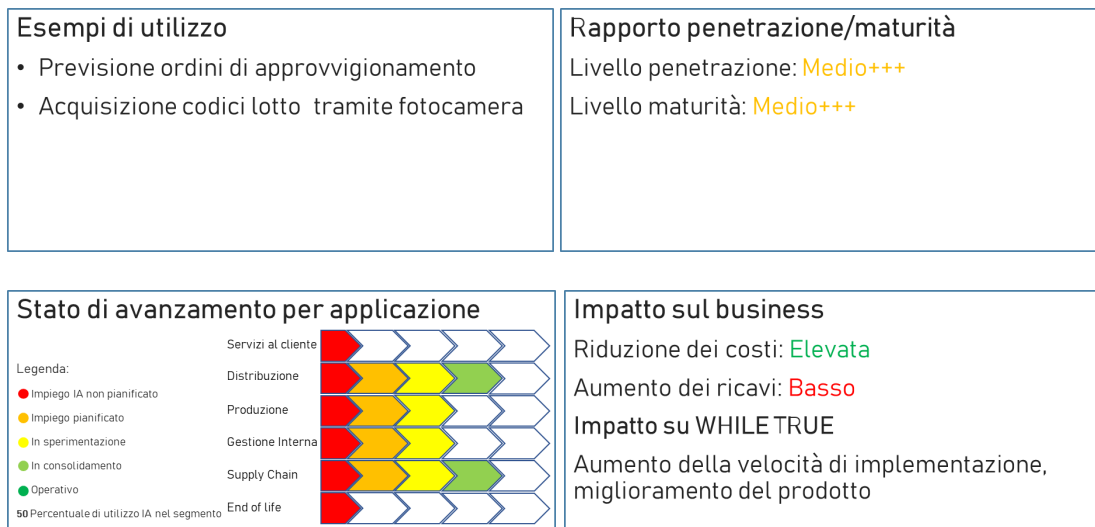 Esempi di utilizzo
• Previsione ordini di approvvigionamento
• Acquisizione codici lotto tramite fotocamera
Rapporto penetrazione/maturità
Livello penetrazione: Medio+++
Livello maturità: Medio+++
Stato di avanzamento per applicazione
Legenda:
Impiego IA non pianificato
Impiego pianificato
In sperimentazione
In consolidamento
Operativo
50 Percentuale di utilizzo IA nel segmento
Servizi al cliente
Distribuzione
Produzione
Gestione Interna
Supply Chain
End of life
Impatto sul business
Riduzione dei costi: Elevata
Aumento dei ricavi: Basso
Impatto su WHILE TRUE
Aumento della velocità di implementazione,
miglioramento del prodotto